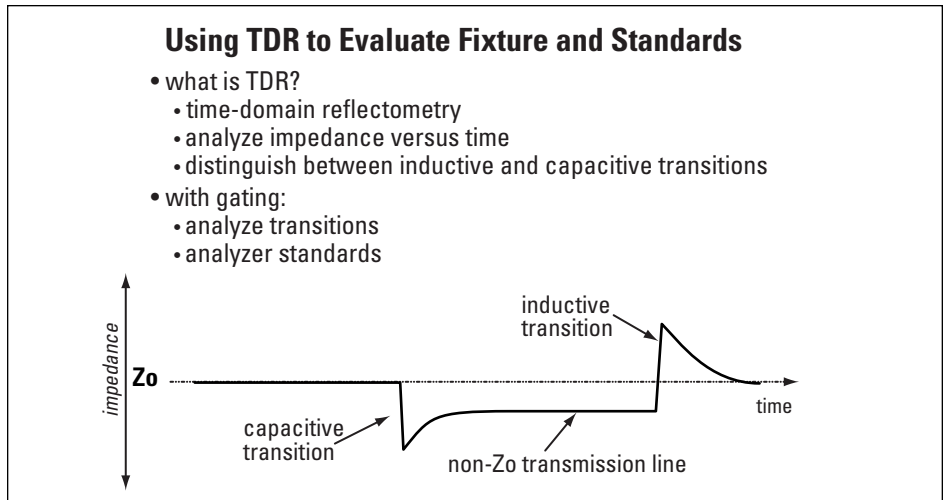 Using TDR to Evaluate Fixture and Standards
• what is TDR?
• time-domain reflectometry
• analyze impedance versus time
• distinguish between inductive and capacitive transitions
• with gating:
• analyze transitions
• analyzer standards
impedance
Zo
inductive
transition
time
capacitive
transition
non-Zo transmission line